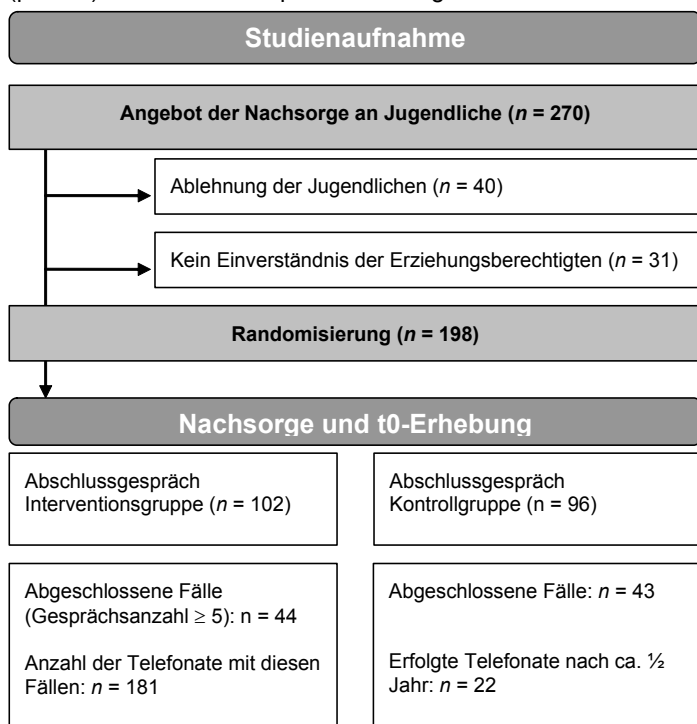 Studienaufnahme
Angebot der Nachsorge an Jugendliche (n = 270)
Ablehnung der Jugendlichen (n = 40)
Kein Einverständnis der Erziehungsberechtigten (n = 31)
Randomisierung (n = 198)
Nachsorge und t0-Erhebung
Abschlussgespräch
Interventionsgruppe (n = 102)
Abschlussgespräch
Kontrollgruppe (n = 96)
Abgeschlossene Fälle
(Gesprächsanzahl ≥ 5): n = 44
Anzahl der Telefonate mit diesen
Fällen: n = 181
Abgeschlossene Fälle: n = 43
Erfolgte Telefonate nach ca. ½
Jahr: n = 22